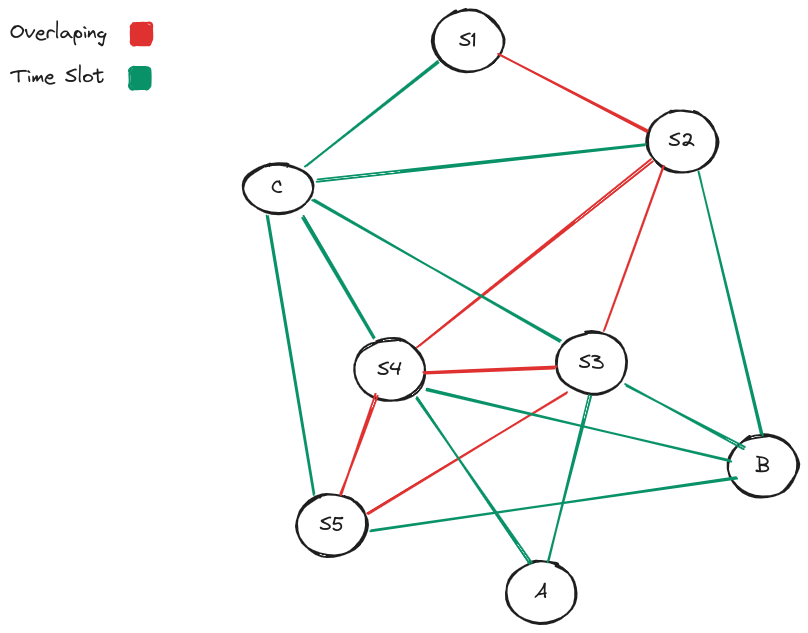 Overlaping
Time Slot
S1
S2
C
S4
S3
B
S5
A